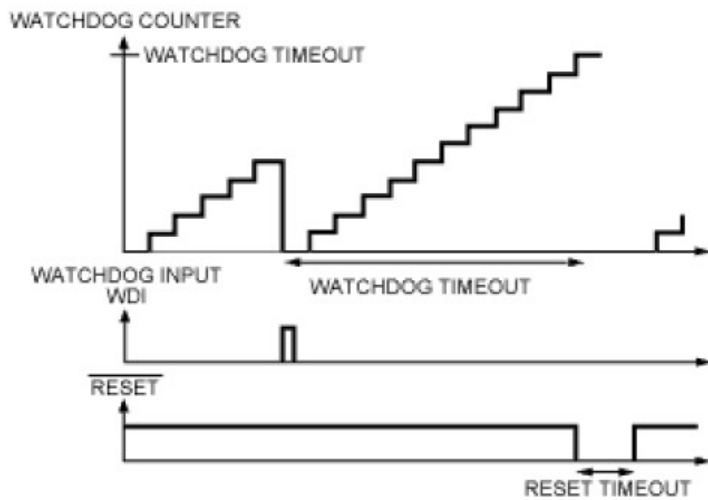 WATCHDOG COUNTER
WATCHDOG TIMEOUT
WATCHDOG INPUT
WDI
WATCHDOG TIMEOUT
RESET
RESET TIMEOUT